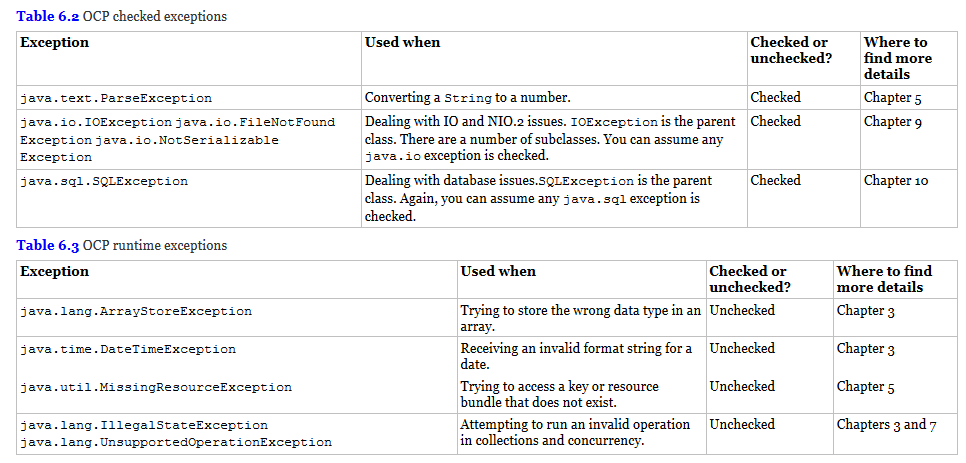 Table 6.2 OCP checked exceptions
Exception Used when Checked or unchecked? Where to find more details
java.text.ParseException Converting a String to a number. Checked Chapter 5
java.io.IOException java.io.FileNotFound Dealing with IO and NIO.2 issues. IOException is the parent Checked Chapter 9
Exception java.io.NotSerializable class. There are a number of subclasses. You can assume any
Exception java.io exception is checked.
java.sql.SQLException Dealing with database issues.SQLException is the parent Checked Chapter 10
class. Again, you can assume any java.sql exception is
checked.
Table 6.3 OCP runtime exceptions
Exception Used when Checked or unchecked? Where to find more details
java.lang.ArrayStoreException Trying to store the wrong data type in an Unchecked Chapter 3
array.
java.time.DateTimeException Receiving an invalid format string for a Unchecked Chapter 3
date.
java.util.MissingResourceException Trying to access a key or resource Unchecked Chapter 5
bundle that does not exist.
java.lang.IllegalStateException Attempting to run an invalid operation Unchecked Chapters 3 and 7
java.lang.UnsupportedOperationException in collections and concurrency.